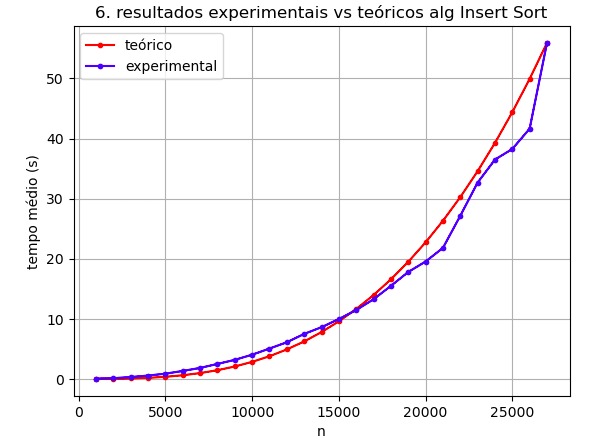 6. resultados experimentais vs teóricos alg Insert Sort
teórico
experimental
tempo médio (s)
50
40
30
20
10
0
0 5000 10000 15000 20000 25000
n